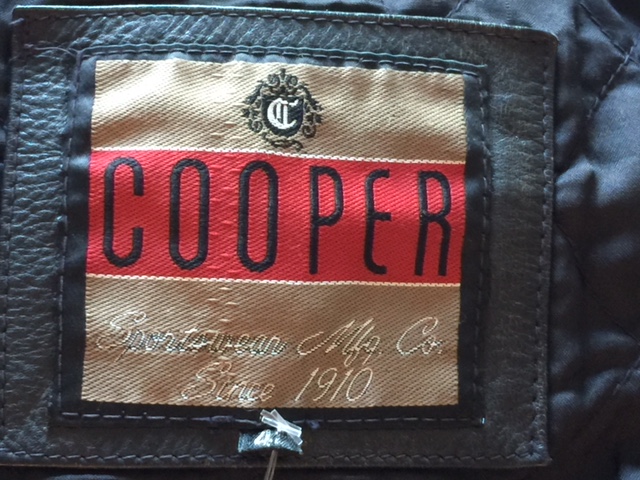 C
COOPER
Sportswear Mfg. Co.
Since 1910